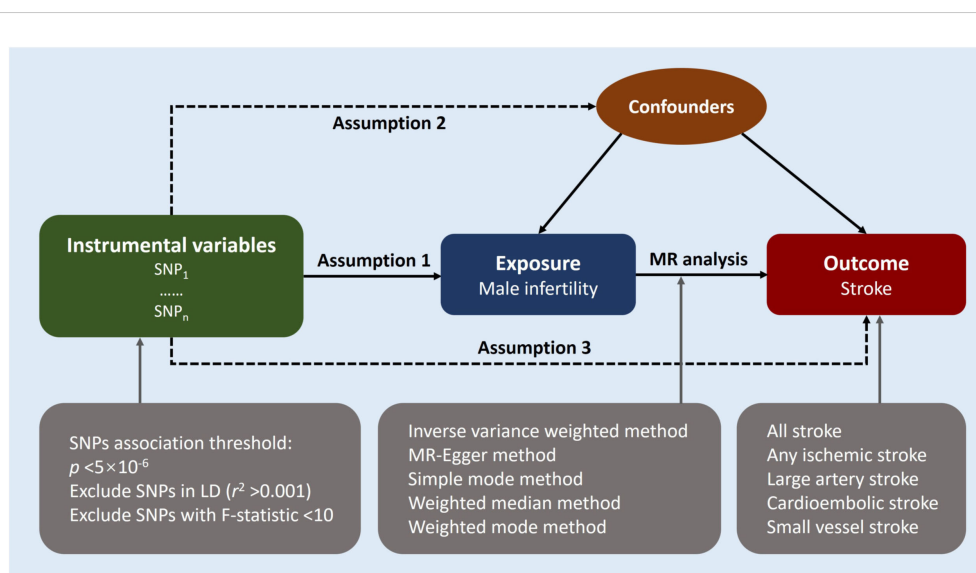 Confounders
Assumption 2
Instrumental variables
SNP₁
......
SNPₙ
Assumption 1
Exposure
Male infertility
MR analysis
Outcome
Stroke
Assumption 3
SNPs association threshold:
p <5×10⁻⁶
Exclude SNPs in LD (r² >0.001)
Exclude SNPs with F-statistic <10
Inverse variance weighted method
MR-Egger method
Simple mode method
Weighted median method
Weighted mode method
All stroke
Any ischemic stroke
Large artery stroke
Cardioembolic stroke
Small vessel stroke